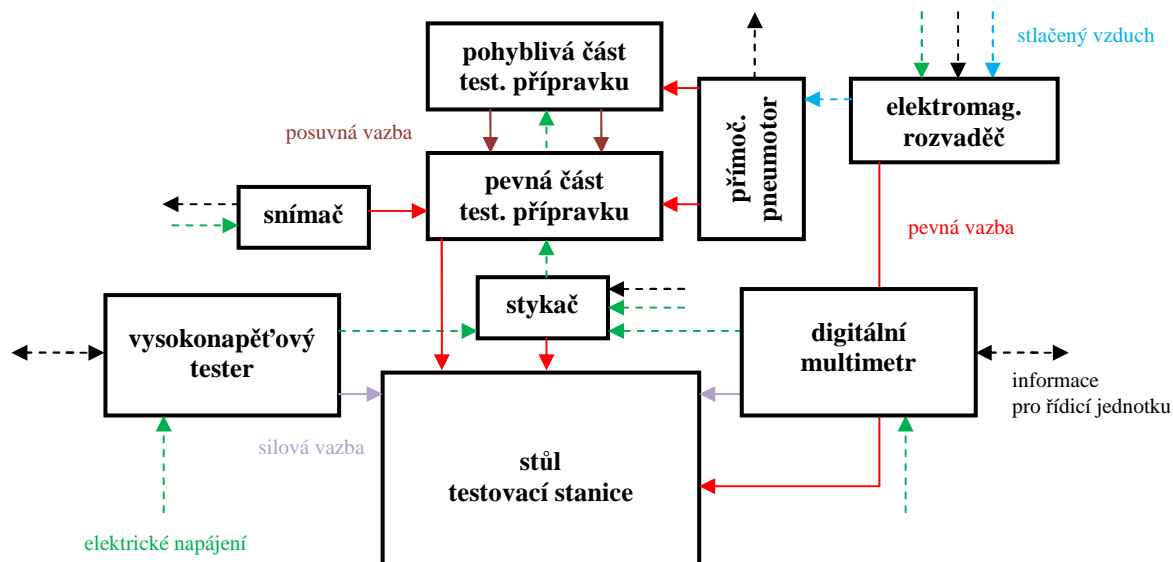 pohyblivá část
test. přípravku
stlačený vzduch
elektromag.
rozvaděč
posuvná vazba
přímoč.
pneumotor
pevná část
test. přípravku
snímač
pevná vazba
stykač
vysokonapěťový
tester
digitální
multimetr
informace
pro řídicí jednotku
silová vazba
stůl
testovací stanice
elektrické napájení